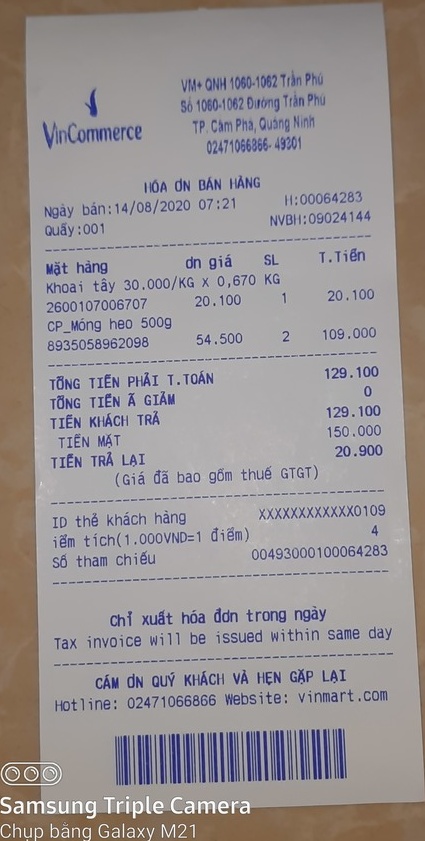 VinCommerce
VM+ QNH 1060-1062 Trần Phú
Số 1060-1062 Đường Trần Phú
TP. Cẩm Phả, Quảng Ninh
02471066866- 49301
HÓA ƠN BÁN HÀNG
Ngày bán:14/08/2020 07:21 H:00064283
Quầy:001 NVBH:09024144
Mặt hàng ơn giá SL T.Tiền
Khoai tây 30.000/KG X 0,670 KG
2600107006707 20.100 1 20.100
CP_Móng heo 500g
8935058962098 54.500 2 109.000
TỔNG TIỀN PHẢI T.TOÁN 129.100
TỔNG TIỀN Ã GIẢM 0
TIỀN KHÁCH TRẢ 129.100
TIỀN MẶT 150.000
TIỀN TRẢ LẠI 20.900
(Giá đã bao gồm thuế GTGT)
ID thẻ khách hàng XXXXXXXXXXXX0109
iểm tích(1.000VND=1 điểm) 4
Số tham chiếu 00493000100064283
Chỉ xuất hóa đơn trong ngày
Tax invoice will be issued within same day
CÁM ƠN QUÝ KHÁCH VÀ HẸN GẶP LẠI
Hotline: 02471066866 Website: vinmart.com
Samsung Triple Camera
Chụp bằng Galaxy M21